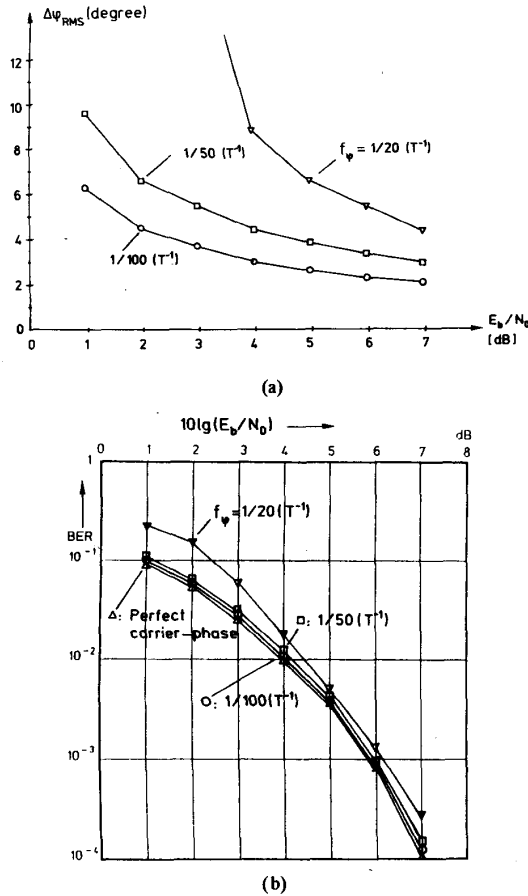 Δφ_RMS (degree)
12
10
8
6
4
2
0
1/50 (T⁻¹)
f_φ = 1/20 (T⁻¹)
1/100 (T⁻¹)
0 1 2 3 4 5 6 7
E_b/N_0
[dB]
(a)
10 lg(E_b/N_0)
0 1 2 3 4 5 6 7 dB 8
1
BER
10⁻¹
10⁻²
10⁻³
10⁻⁴
f_φ = 1/20 (T⁻¹)
Δ: Perfect
carrier-phase
□: 1/50 (T⁻¹)
○: 1/100 (T⁻¹)
(b)